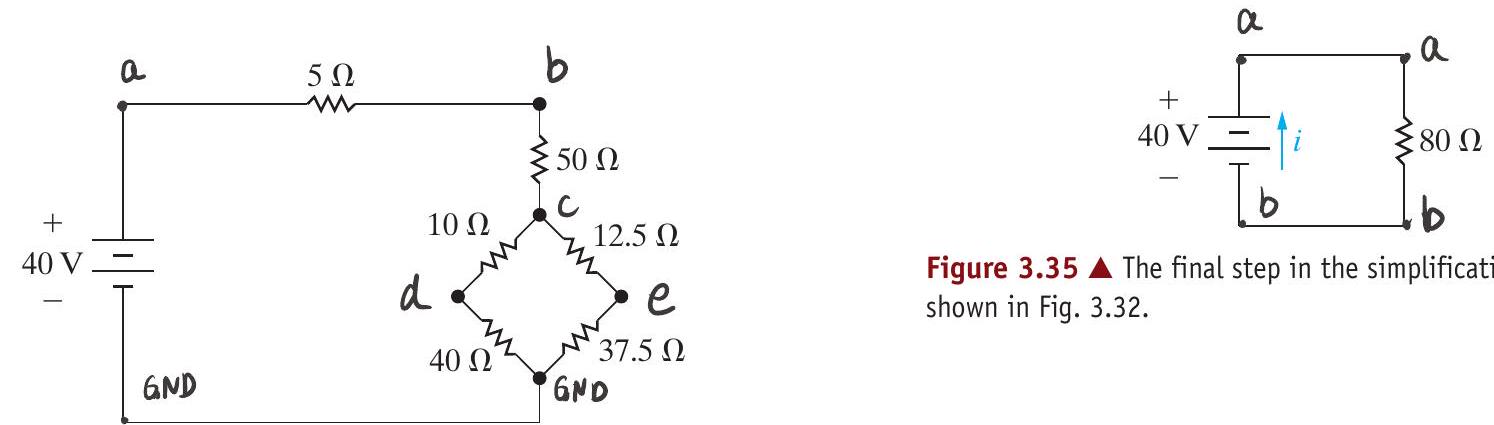 a
5 Ω
b
50 Ω
c
10 Ω
12.5 Ω
+
40 V
−
d
e
40 Ω
37.5 Ω
GND
GND
a
a
+
40 V
−
i
80 Ω
b
b
Figure 3.35 ▲ The final step in the simplificati
shown in Fig. 3.32.